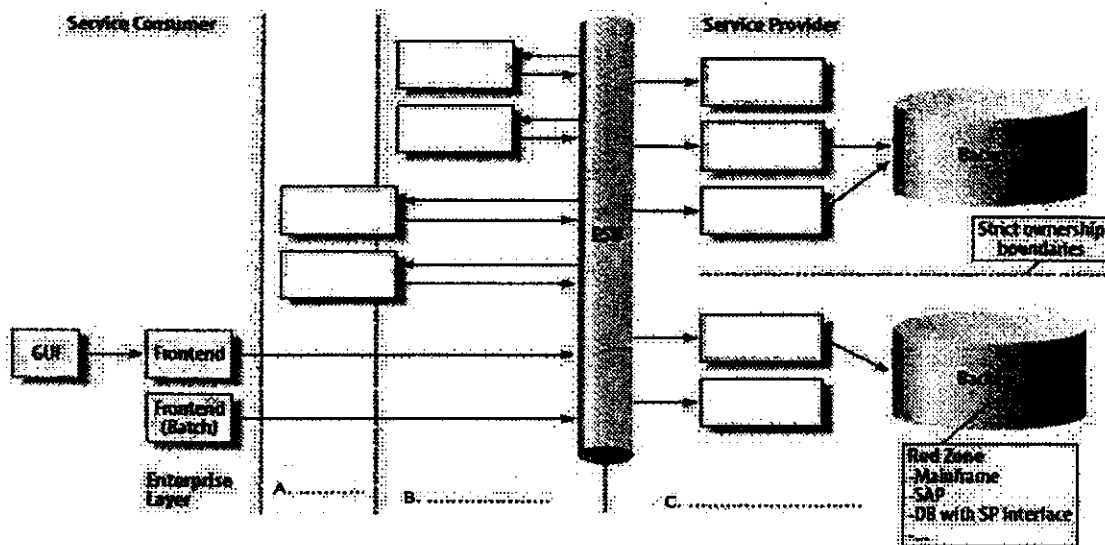 Service Consumer
Service Provider
ESB
Strict ownership
boundaries
GUI
Frontend
Frontend
(Batch)
Enterprise
Layer
A. ..............
B. ......................
C. ..........................
Red Zone
-Mainframe
-SAP
-DB with SP Interface
-...